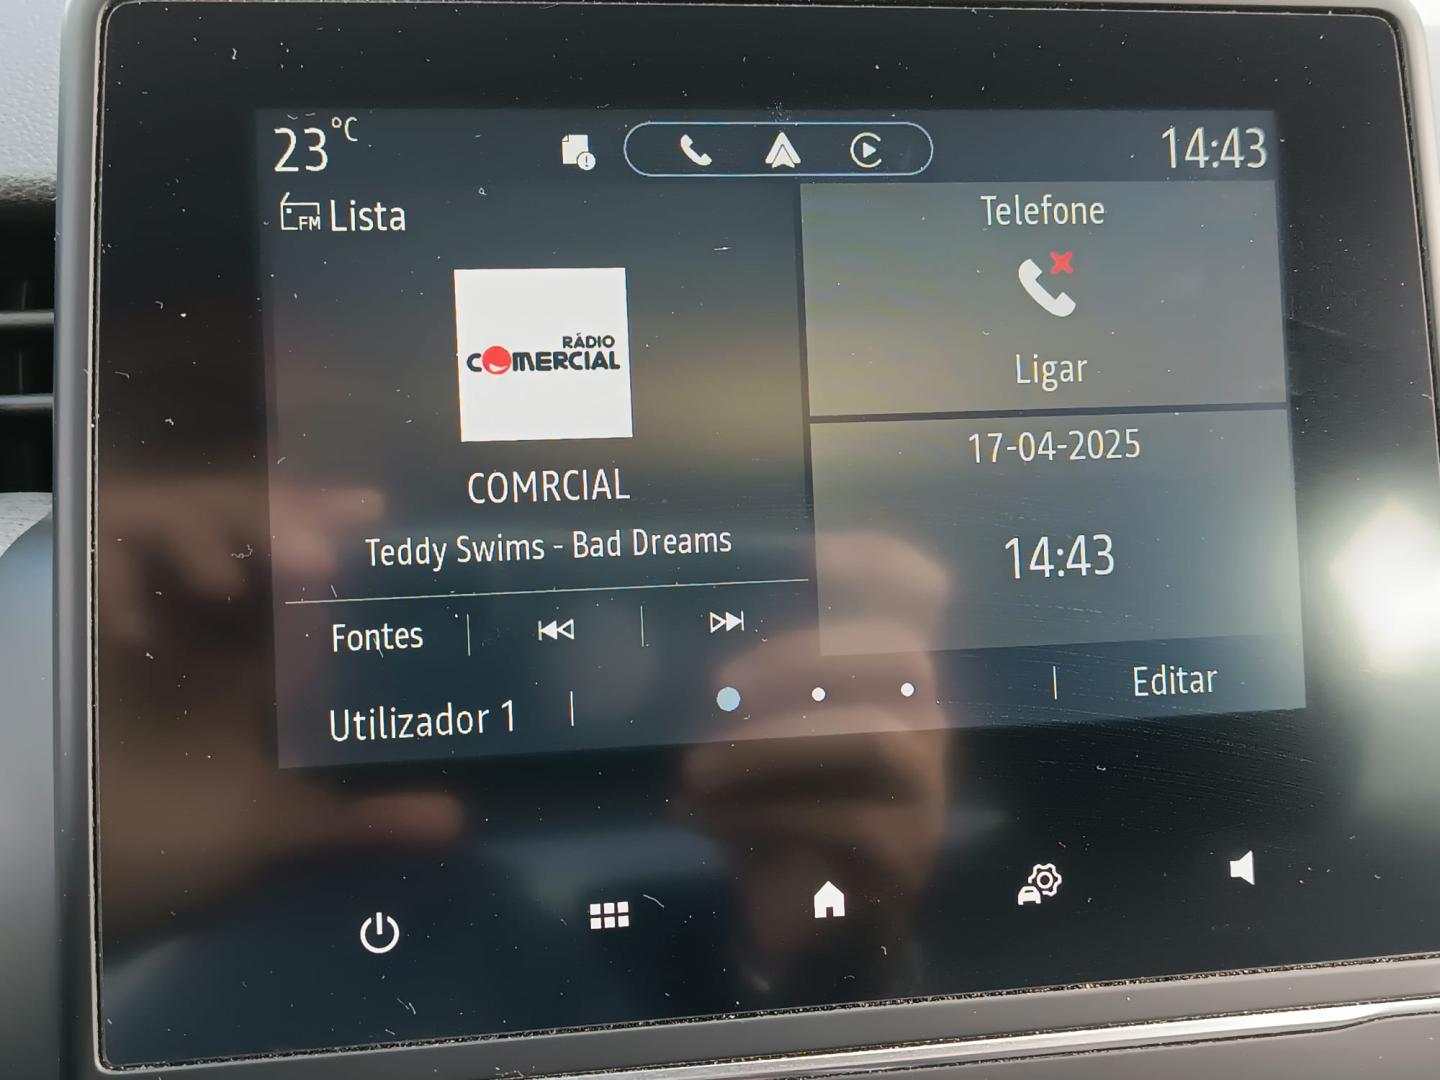 23°C
14:43
FM Lista
RÁDIO
COMERCIAL
COMRCIAL
Teddy Swims - Bad Dreams
Fontes
Utilizador 1
Telefone
Ligar
17-04-2025
14:43
Editar